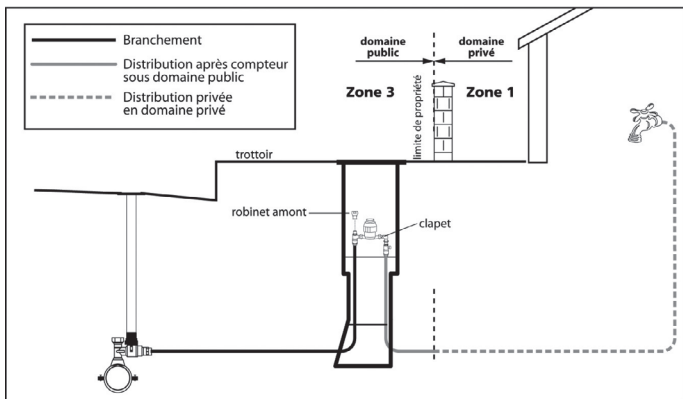 Branchement
Distribution après compteur
sous domaine public
Distribution privée
en domaine privé
domaine
public
domaine
privé
Zone 3
Zone 1
limite de propriété
trottoir
robinet amont
clapet